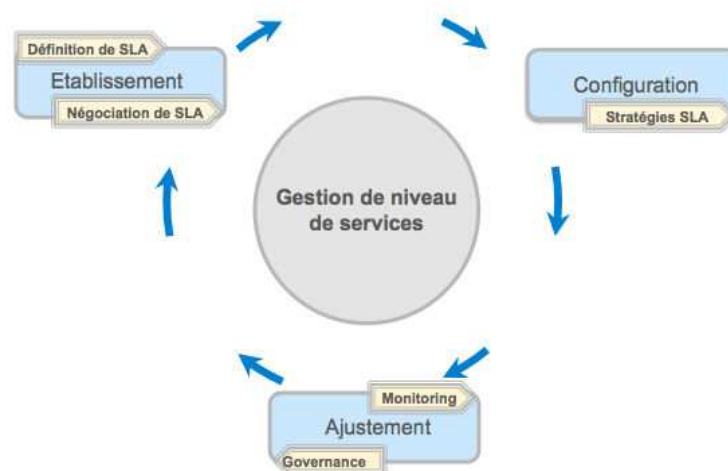 Définition de SLA
Etablissement
Négociation de SLA
Configuration
Stratégies SLA
Gestion de niveau
de services
Monitoring
Ajustement
Governance